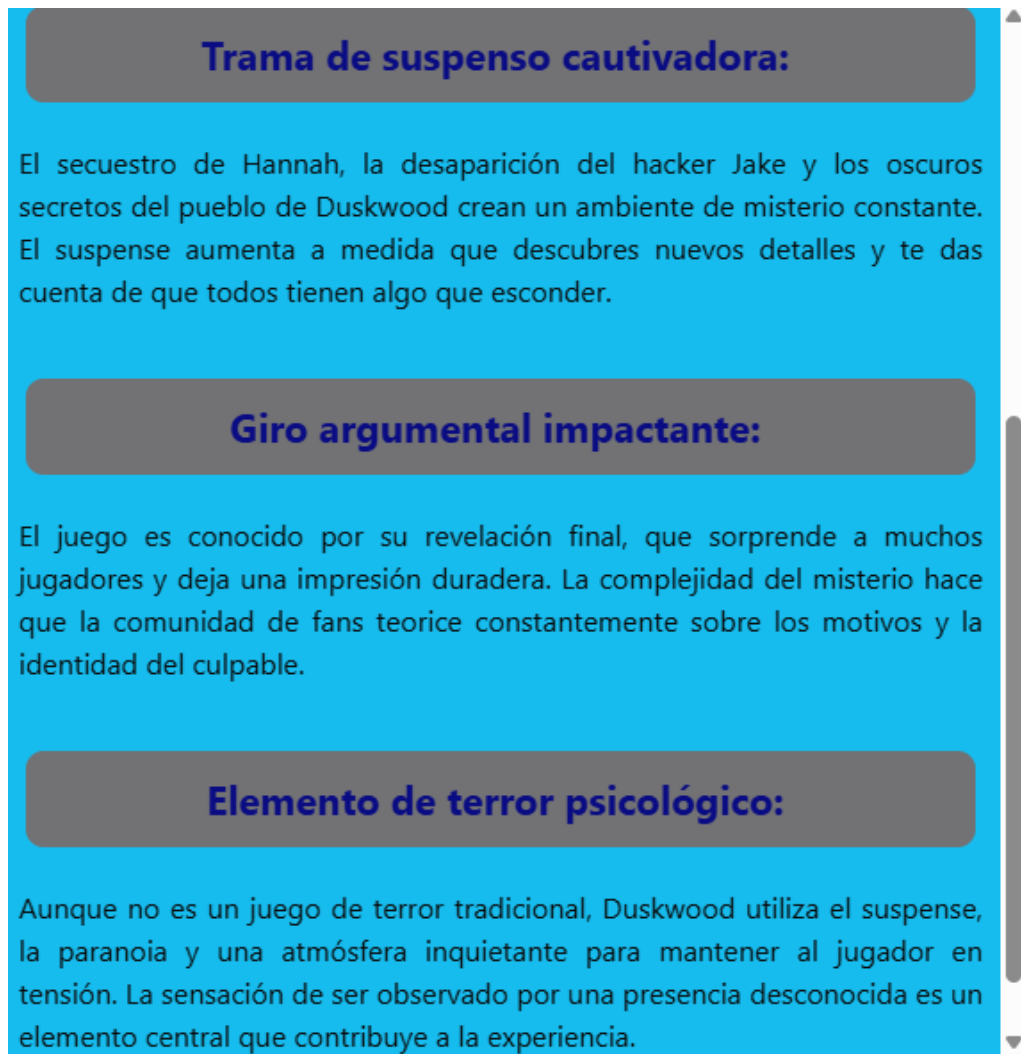 Trama de suspenso cautivadora:
El secuestro de Hannah, la desaparición del hacker Jake y los oscuros
secretos del pueblo de Duskwood crean un ambiente de misterio constante.
El suspense aumenta a medida que descubres nuevos detalles y te das
cuenta de que todos tienen algo que esconder.
Giro argumental impactante:
El juego es conocido por su revelación final, que sorprende a muchos
jugadores y deja una impresión duradera. La complejidad del misterio hace
que la comunidad de fans teorice constantemente sobre los motivos y la
identidad del culpable.
Elemento de terror psicológico:
Aunque no es un juego de terror tradicional, Duskwood utiliza el suspense,
la paranoia y una atmósfera inquietante para mantener al jugador en
tensión. La sensación de ser observado por una presencia desconocida es un
elemento central que contribuye a la experiencia.